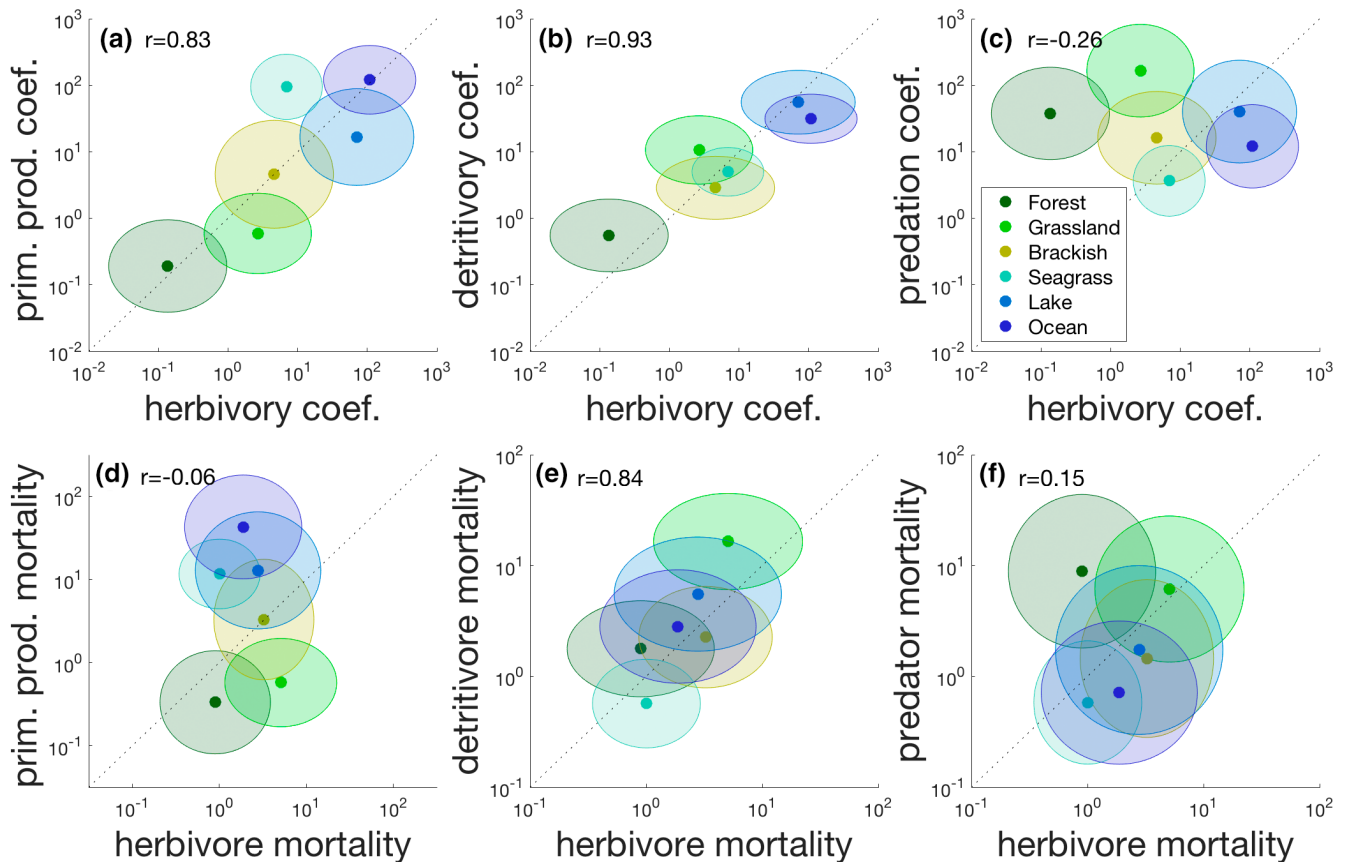 (a) r=0.83
prim. prod. coef.
10^3
10^2
10^1
10^0
10^-1
10^-2
10^-2 10^-1 10^0 10^1 10^2 10^3
herbivory coef.
(b) r=0.93
detritivory coef.
10^3
10^2
10^1
10^0
10^-1
10^-2
10^-2 10^-1 10^0 10^1 10^2 10^3
herbivory coef.
(c) r=-0.26
predation coef.
10^3
10^2
10^1
10^0
10^-1
10^-2
Forest
Grassland
Brackish
Seagrass
Lake
Ocean
10^-2 10^-1 10^0 10^1 10^2 10^3
herbivory coef.
(d) r=-0.06
prim. prod. mortality
10^2
10^1
10^0
10^-1
10^-1 10^0 10^1 10^2
herbivore mortality
(e) r=0.84
detritivore mortality
10^2
10^1
10^0
10^-1
10^-1 10^0 10^1 10^2
herbivore mortality
(f) r=0.15
predator mortality
10^2
10^1
10^0
10^-1
10^-1 10^0 10^1 10^2
herbivore mortality